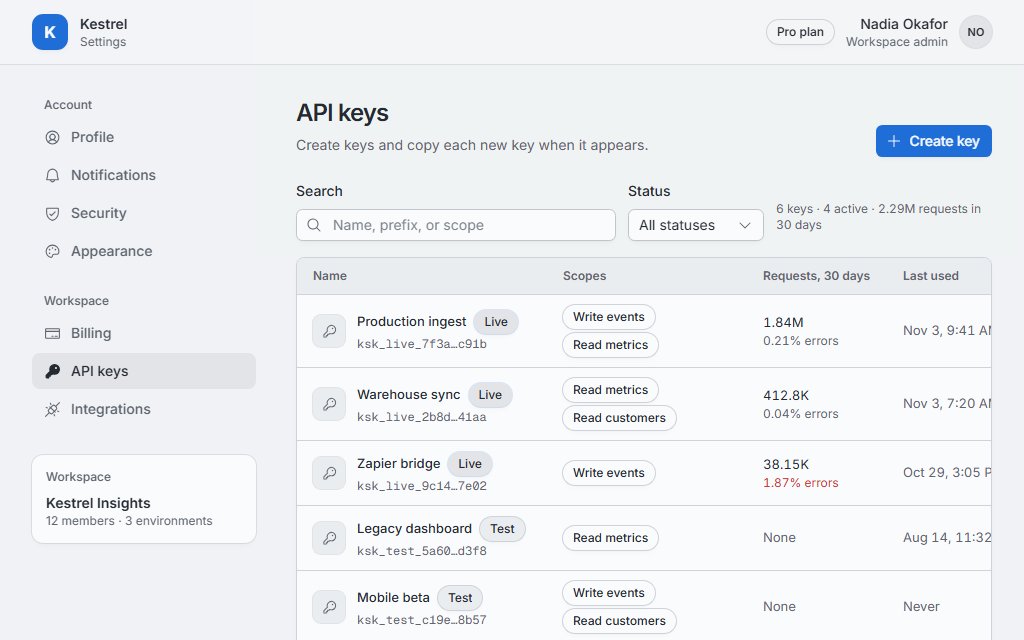 K
Kestrel
Settings
Pro plan
Nadia Okafor
Workspace admin
NO
Account
Profile
Notifications
Security
Appearance
Workspace
Billing
API keys
Integrations
Workspace
Kestrel Insights
12 members · 3 environments
API keys
Create keys and copy each new key when it appears.
Create key
Search
Name, prefix, or scope
Status
All statuses
6 keys · 4 active · 2.29M requests in
30 days
Name Scopes Requests, 30 days Last used
Production ingest Live
ksk_live_7f3a…c91b
Write events
Read metrics
1.84M
0.21% errors
Nov 3, 9:41 AM
Warehouse sync Live
ksk_live_2b8d…41aa
Read metrics
Read customers
412.8K
0.04% errors
Nov 3, 7:20 AM
Zapier bridge Live
ksk_live_9c14…7e02
Write events
38.15K
1.87% errors
Oct 29, 3:05 P
Legacy dashboard Test
ksk_test_5a60…d3f8
Read metrics
None
Aug 14, 11:32
Mobile beta Test
ksk_test_c19e…8b57
Write events
Read customers
None
Never